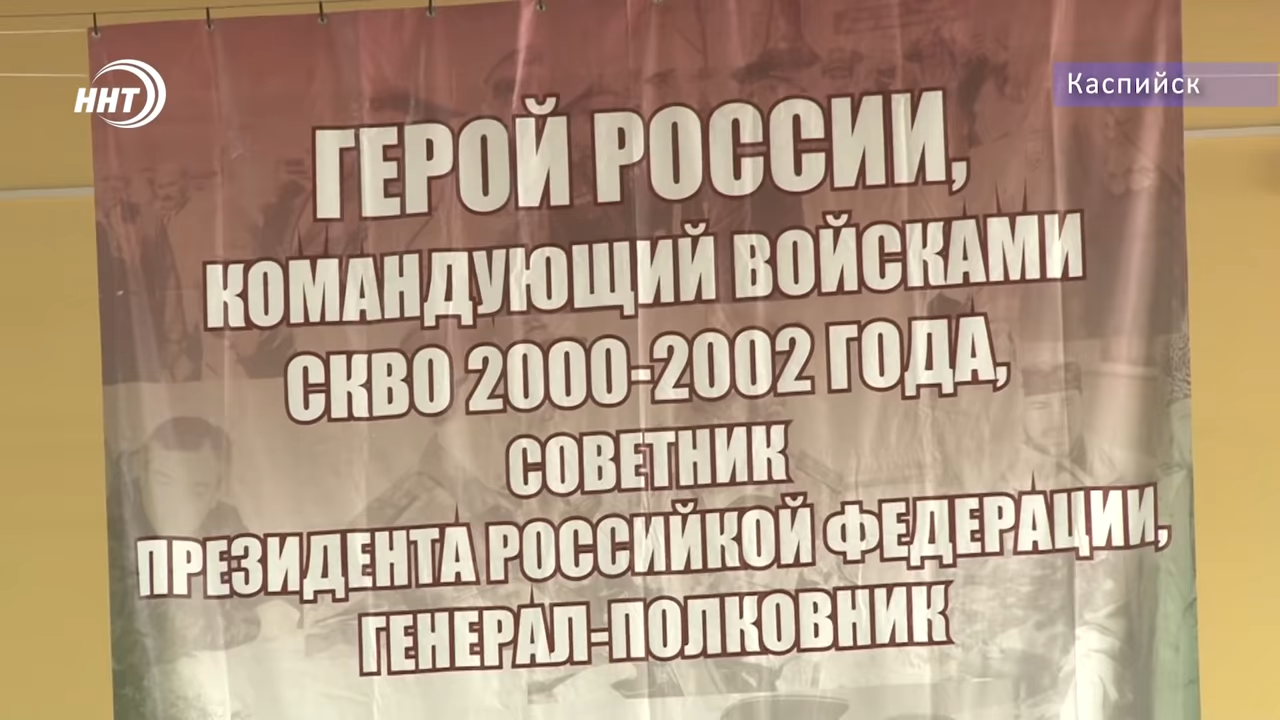 ННТ
Каспийск
ГЕРОЙ РОССИИ,
КОМАНДУЮЩИЙ ВОЙСКАМИ
СКВО 2000-2002 ГОДА,
СОВЕТНИК
ПРЕЗИДЕНТА РОССИЙКОЙ ФЕДЕРАЦИИ,
ГЕНЕРАЛ-ПОЛКОВНИК